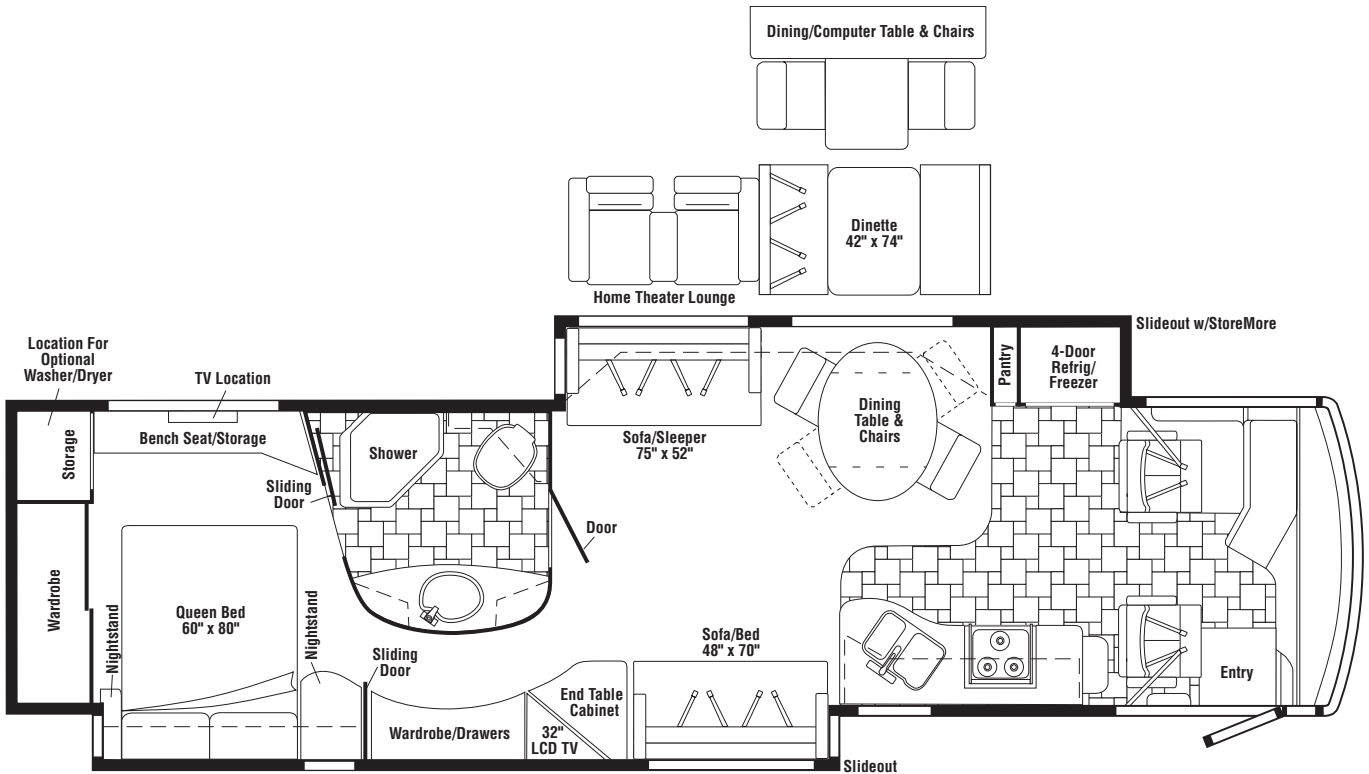 Dining/Computer Table & Chairs
Dinette
42" x 74"
Home Theater Lounge
Slideout w/StoreMore
Location For
Optional
Washer/Dryer
TV Location
Bench Seat/Storage
Storage
Shower
Sliding
Door
Door
Sofa/Sleeper
75" x 52"
Dining
Table &
Chairs
Pantry
4-Door
Refrig/
Freezer
Wardrobe
Nightstand
Queen Bed
60" x 80"
Nightstand
Sliding
Door
Wardrobe/Drawers
End Table
Cabinet
32"
LCD TV
Sofa/Bed
48" x 70"
Entry
Slideout